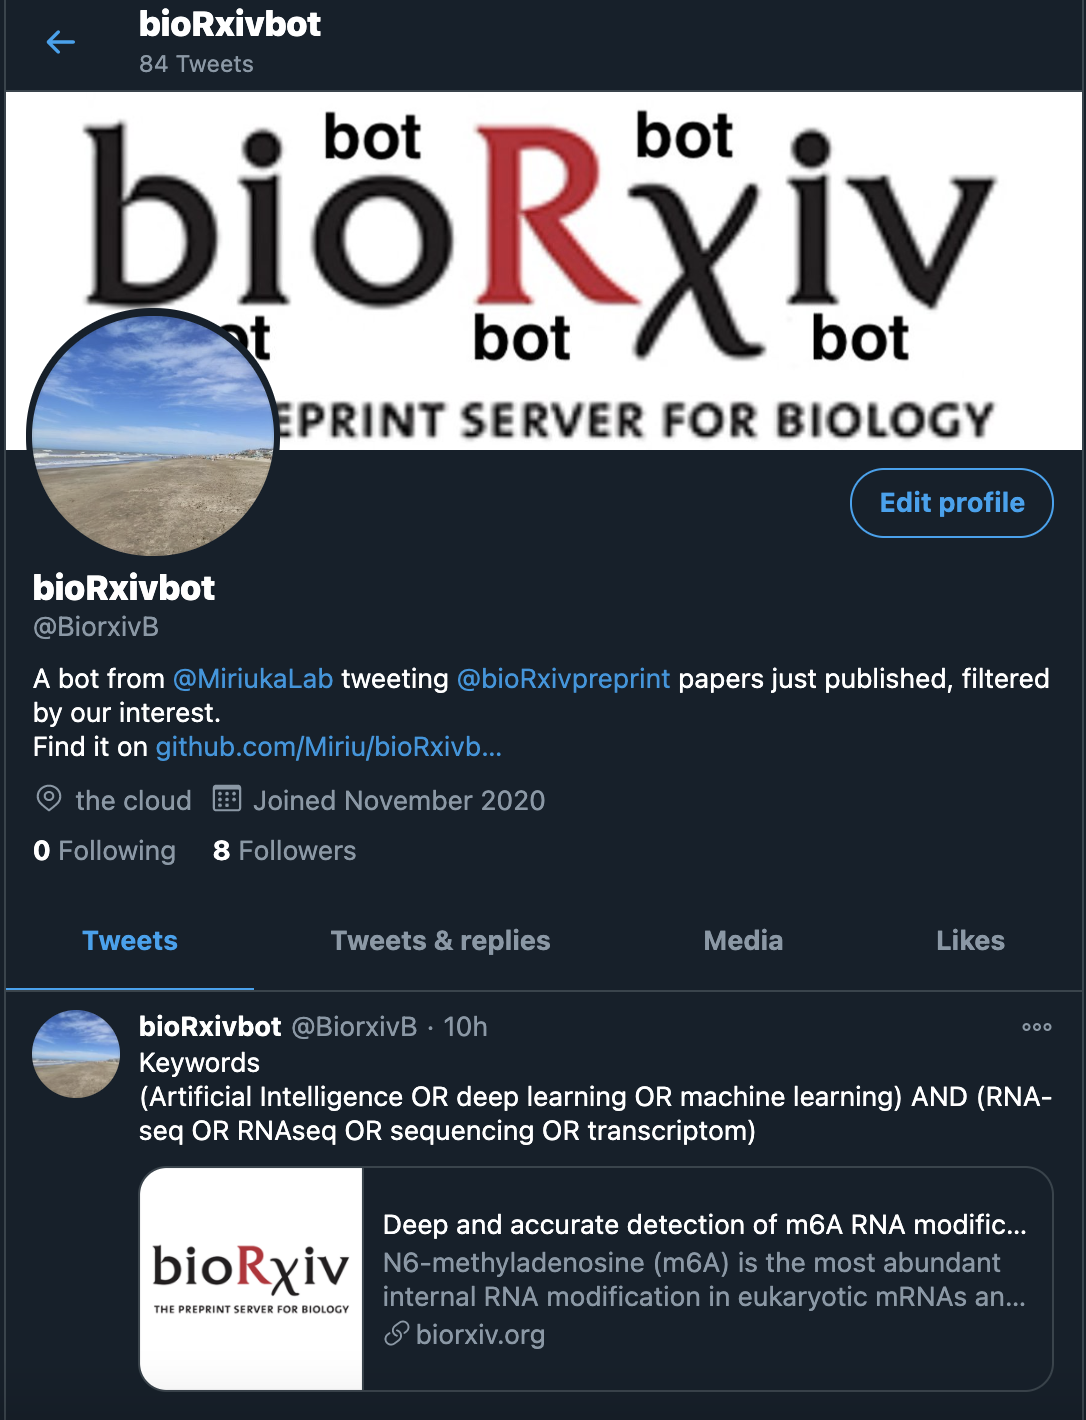 bioRxivbot
84 Tweets
bot bot
bioRxiv
bot bot
EPRINT SERVER FOR BIOLOGY
Edit profile
bioRxivbot
@BiorxivB
A bot from @MiriukaLab tweeting @bioRxivpreprint papers just published, filtered
by our interest.
Find it on github.com/Miriu/bioRxivb...
the cloud Joined November 2020
0 Following 8 Followers
Tweets Tweets & replies Media Likes
bioRxivbot @BiorxivB · 10h
Keywords
(Artificial Intelligence OR deep learning OR machine learning) AND (RNA-
seq OR RNAseq OR sequencing OR transcriptom)
Deep and accurate detection of m6A RNA modific...
bioRxiv
THE PREPRINT SERVER FOR BIOLOGY
N6-methyladenosine (m6A) is the most abundant
internal RNA modification in eukaryotic mRNAs an...
biorxiv.org